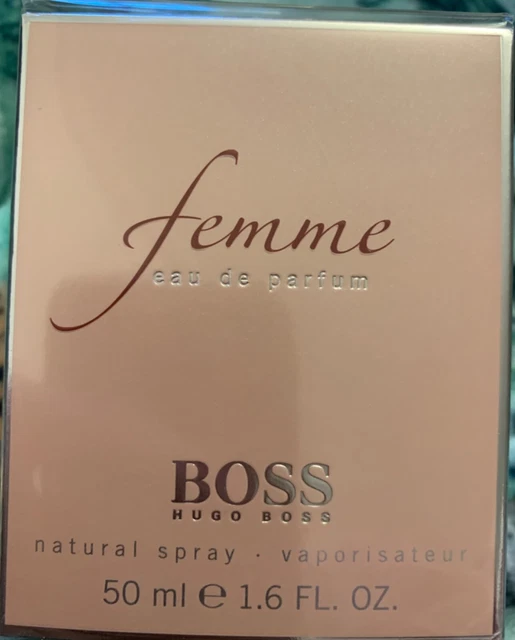 femme
eau de parfum
BOSS
HUGO BOSS
natural spray · vaporisateur
50 ml ℮ 1.6 FL. OZ.